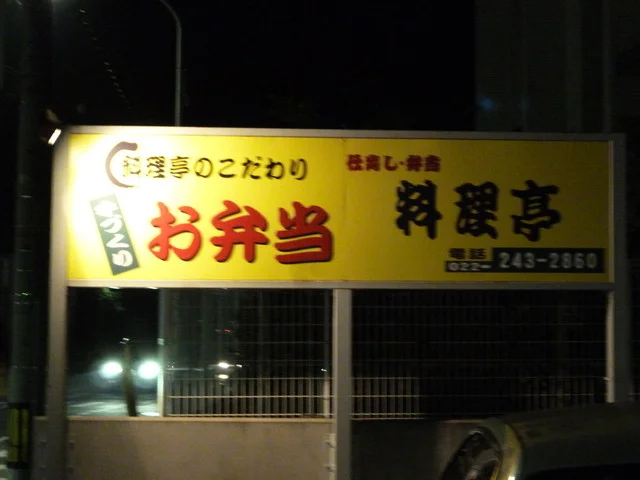 料理亭のこだわり
手づくり
お弁当
仕出し・弁当
料理亭
電話
022-243-2860